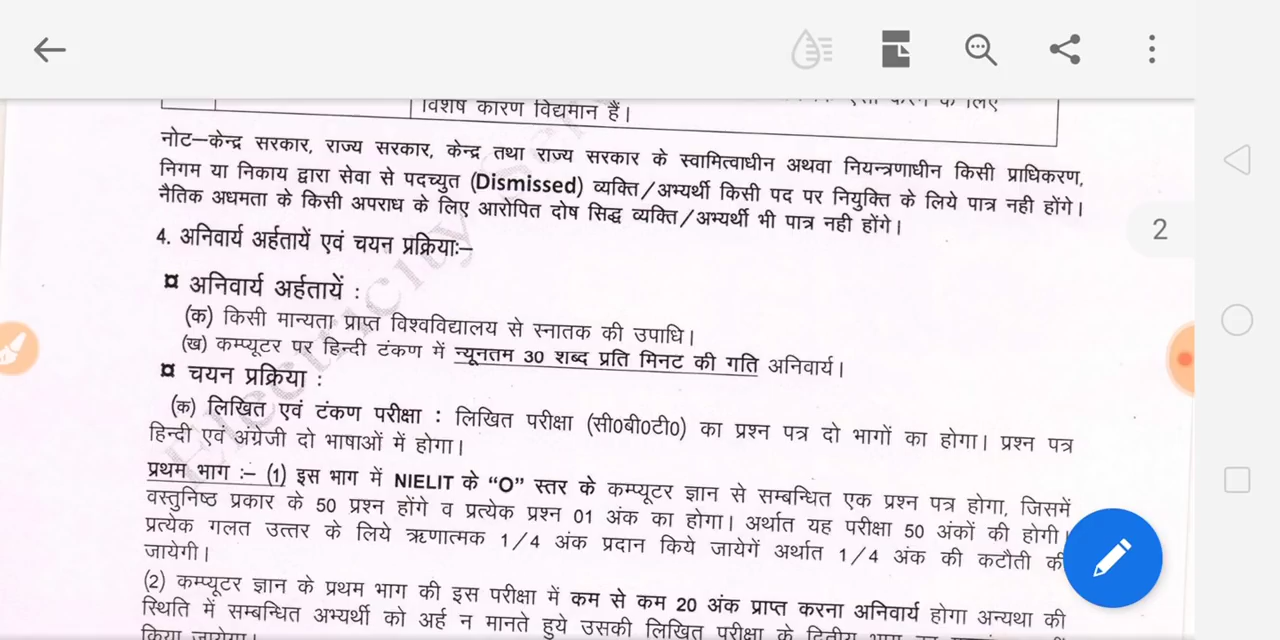 विशेष कारण विद्यमान हैं।
नोट–केन्द्र सरकार, राज्य सरकार, केन्द्र तथा राज्य सरकार के स्वामित्वाधीन अथवा नियन्त्रणाधीन किसी प्राधिकरण,
निगम या निकाय द्वारा सेवा से पदच्युत (Dismissed) व्यक्ति/अभ्यर्थी किसी पद पर नियुक्ति के लिये पात्र नही होंगे।
नैतिक अधमता के किसी अपराध के लिए आरोपित दोष सिद्ध व्यक्ति/अभ्यर्थी भी पात्र नही होंगे।
2
4. अनिवार्य अर्हतायें एवं चयन प्रक्रियाः–
¤ अनिवार्य अर्हतायें :
(क) किसी मान्यता प्राप्त विश्वविद्यालय से स्नातक की उपाधि।
(ख) कम्प्यूटर पर हिन्दी टंकण में न्यूनतम 30 शब्द प्रति मिनट की गति अनिवार्य।
¤ चयन प्रक्रिया :
(क) लिखित एवं टंकण परीक्षा : लिखित परीक्षा (सी0बी0टी0) का प्रश्न पत्र दो भागों का होगा। प्रश्न पत्र
हिन्दी एवं अंग्रेजी दो भाषाओं में होगा।
प्रथम भाग :– (1) इस भाग में NIELIT के “O” स्तर के कम्प्यूटर ज्ञान से सम्बन्धित एक प्रश्न पत्र होगा, जिसमें
वस्तुनिष्ठ प्रकार के 50 प्रश्न होंगे व प्रत्येक प्रश्न 01 अंक का होगा। अर्थात यह परीक्षा 50 अंकों की होगी।
प्रत्येक गलत उत्तर के लिये ऋणात्मक 1/4 अंक प्रदान किये जायेगें अर्थात 1/4 अंक की कटौती की
जायेगी।
(2) कम्प्यूटर ज्ञान के प्रथम भाग की इस परीक्षा में कम से कम 20 अंक प्राप्त करना अनिवार्य होगा अन्यथा की
स्थिति में सम्बन्धित अभ्यर्थी को अर्ह न मानते हुये उसकी लिखित परीक्षा के द्वितीय भाग का
किया जायेगा।
Electricity